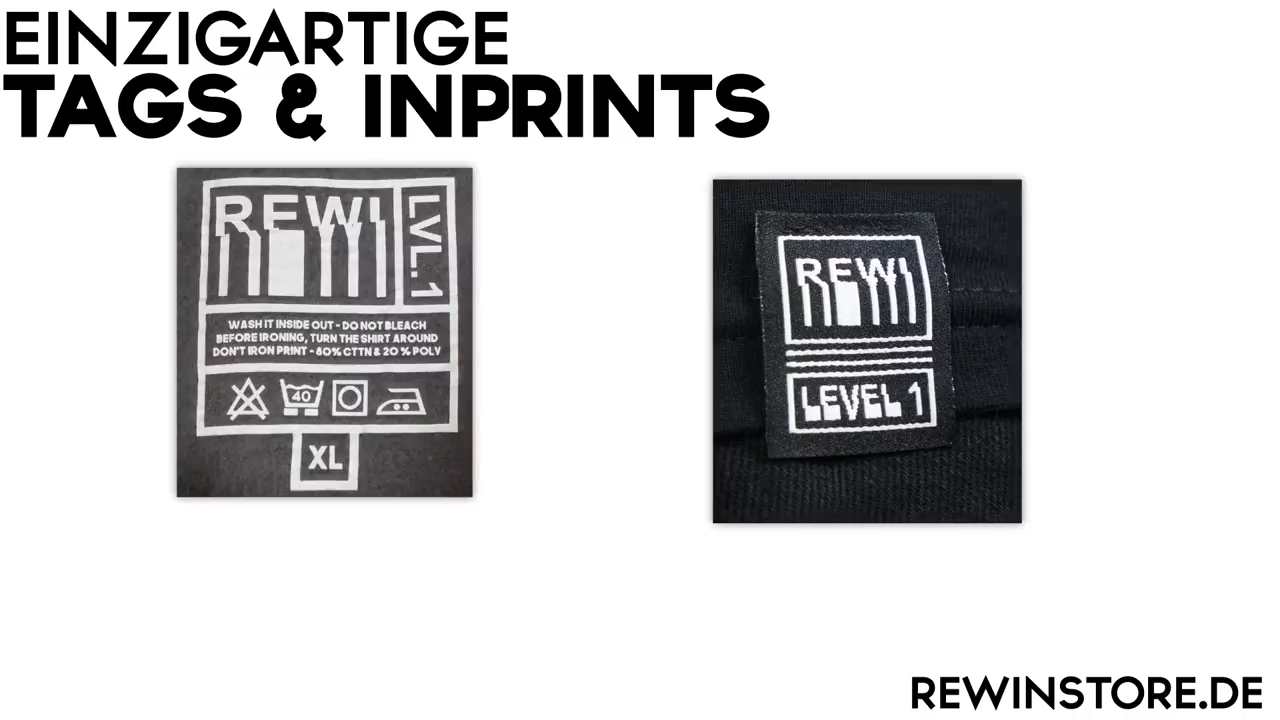 EINZIGARTIGE
TAGS & INPRINTS
REWI
LVL.1
WASH IT INSIDE OUT - DO NOT BLEACH
BEFORE IRONING, TURN THE SHIRT AROUND
DON'T IRON PRINT - 80% CTTN & 20 % POLY
40
XL
REWI
LEVEL 1
REWINSTORE.DE